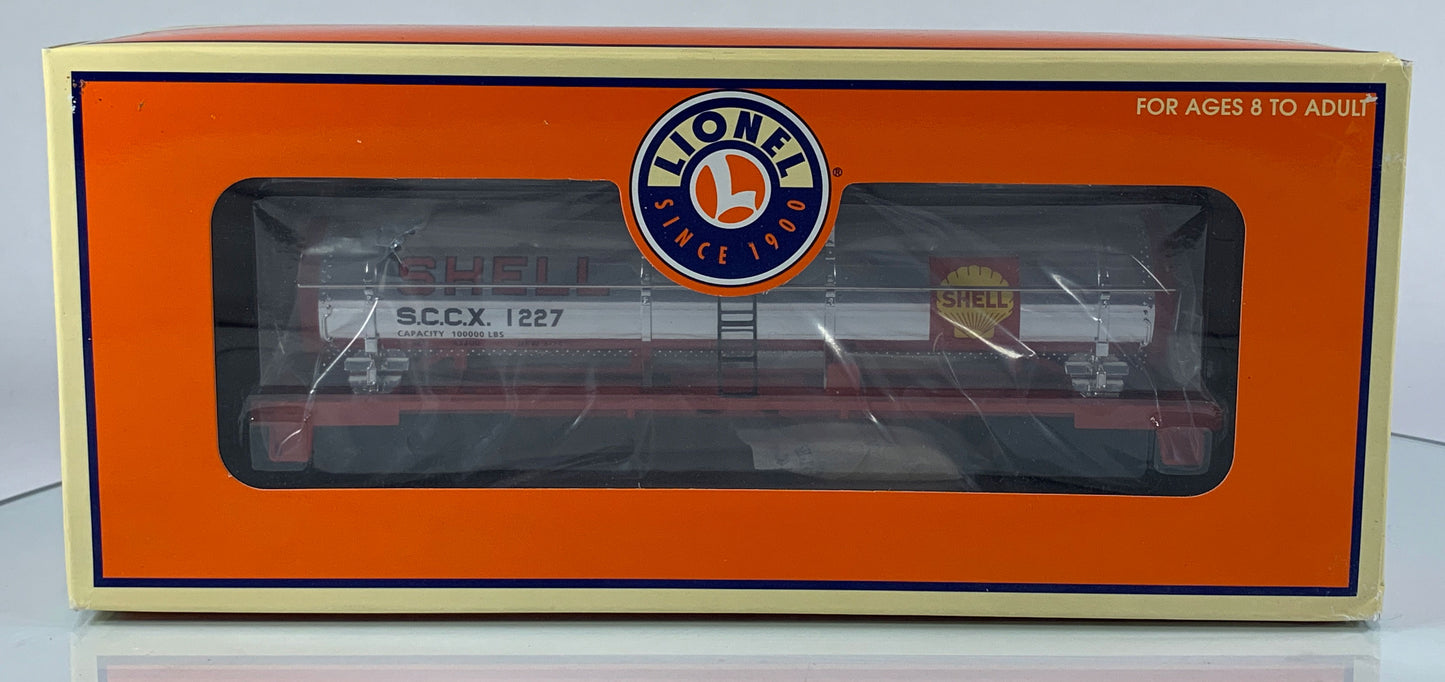 FOR AGES 8 TO ADULT
LIONEL
L
SINCE 1900
®
SHELL
S.C.C.X. 1227
CAPACITY 100000 LBS
SHELL